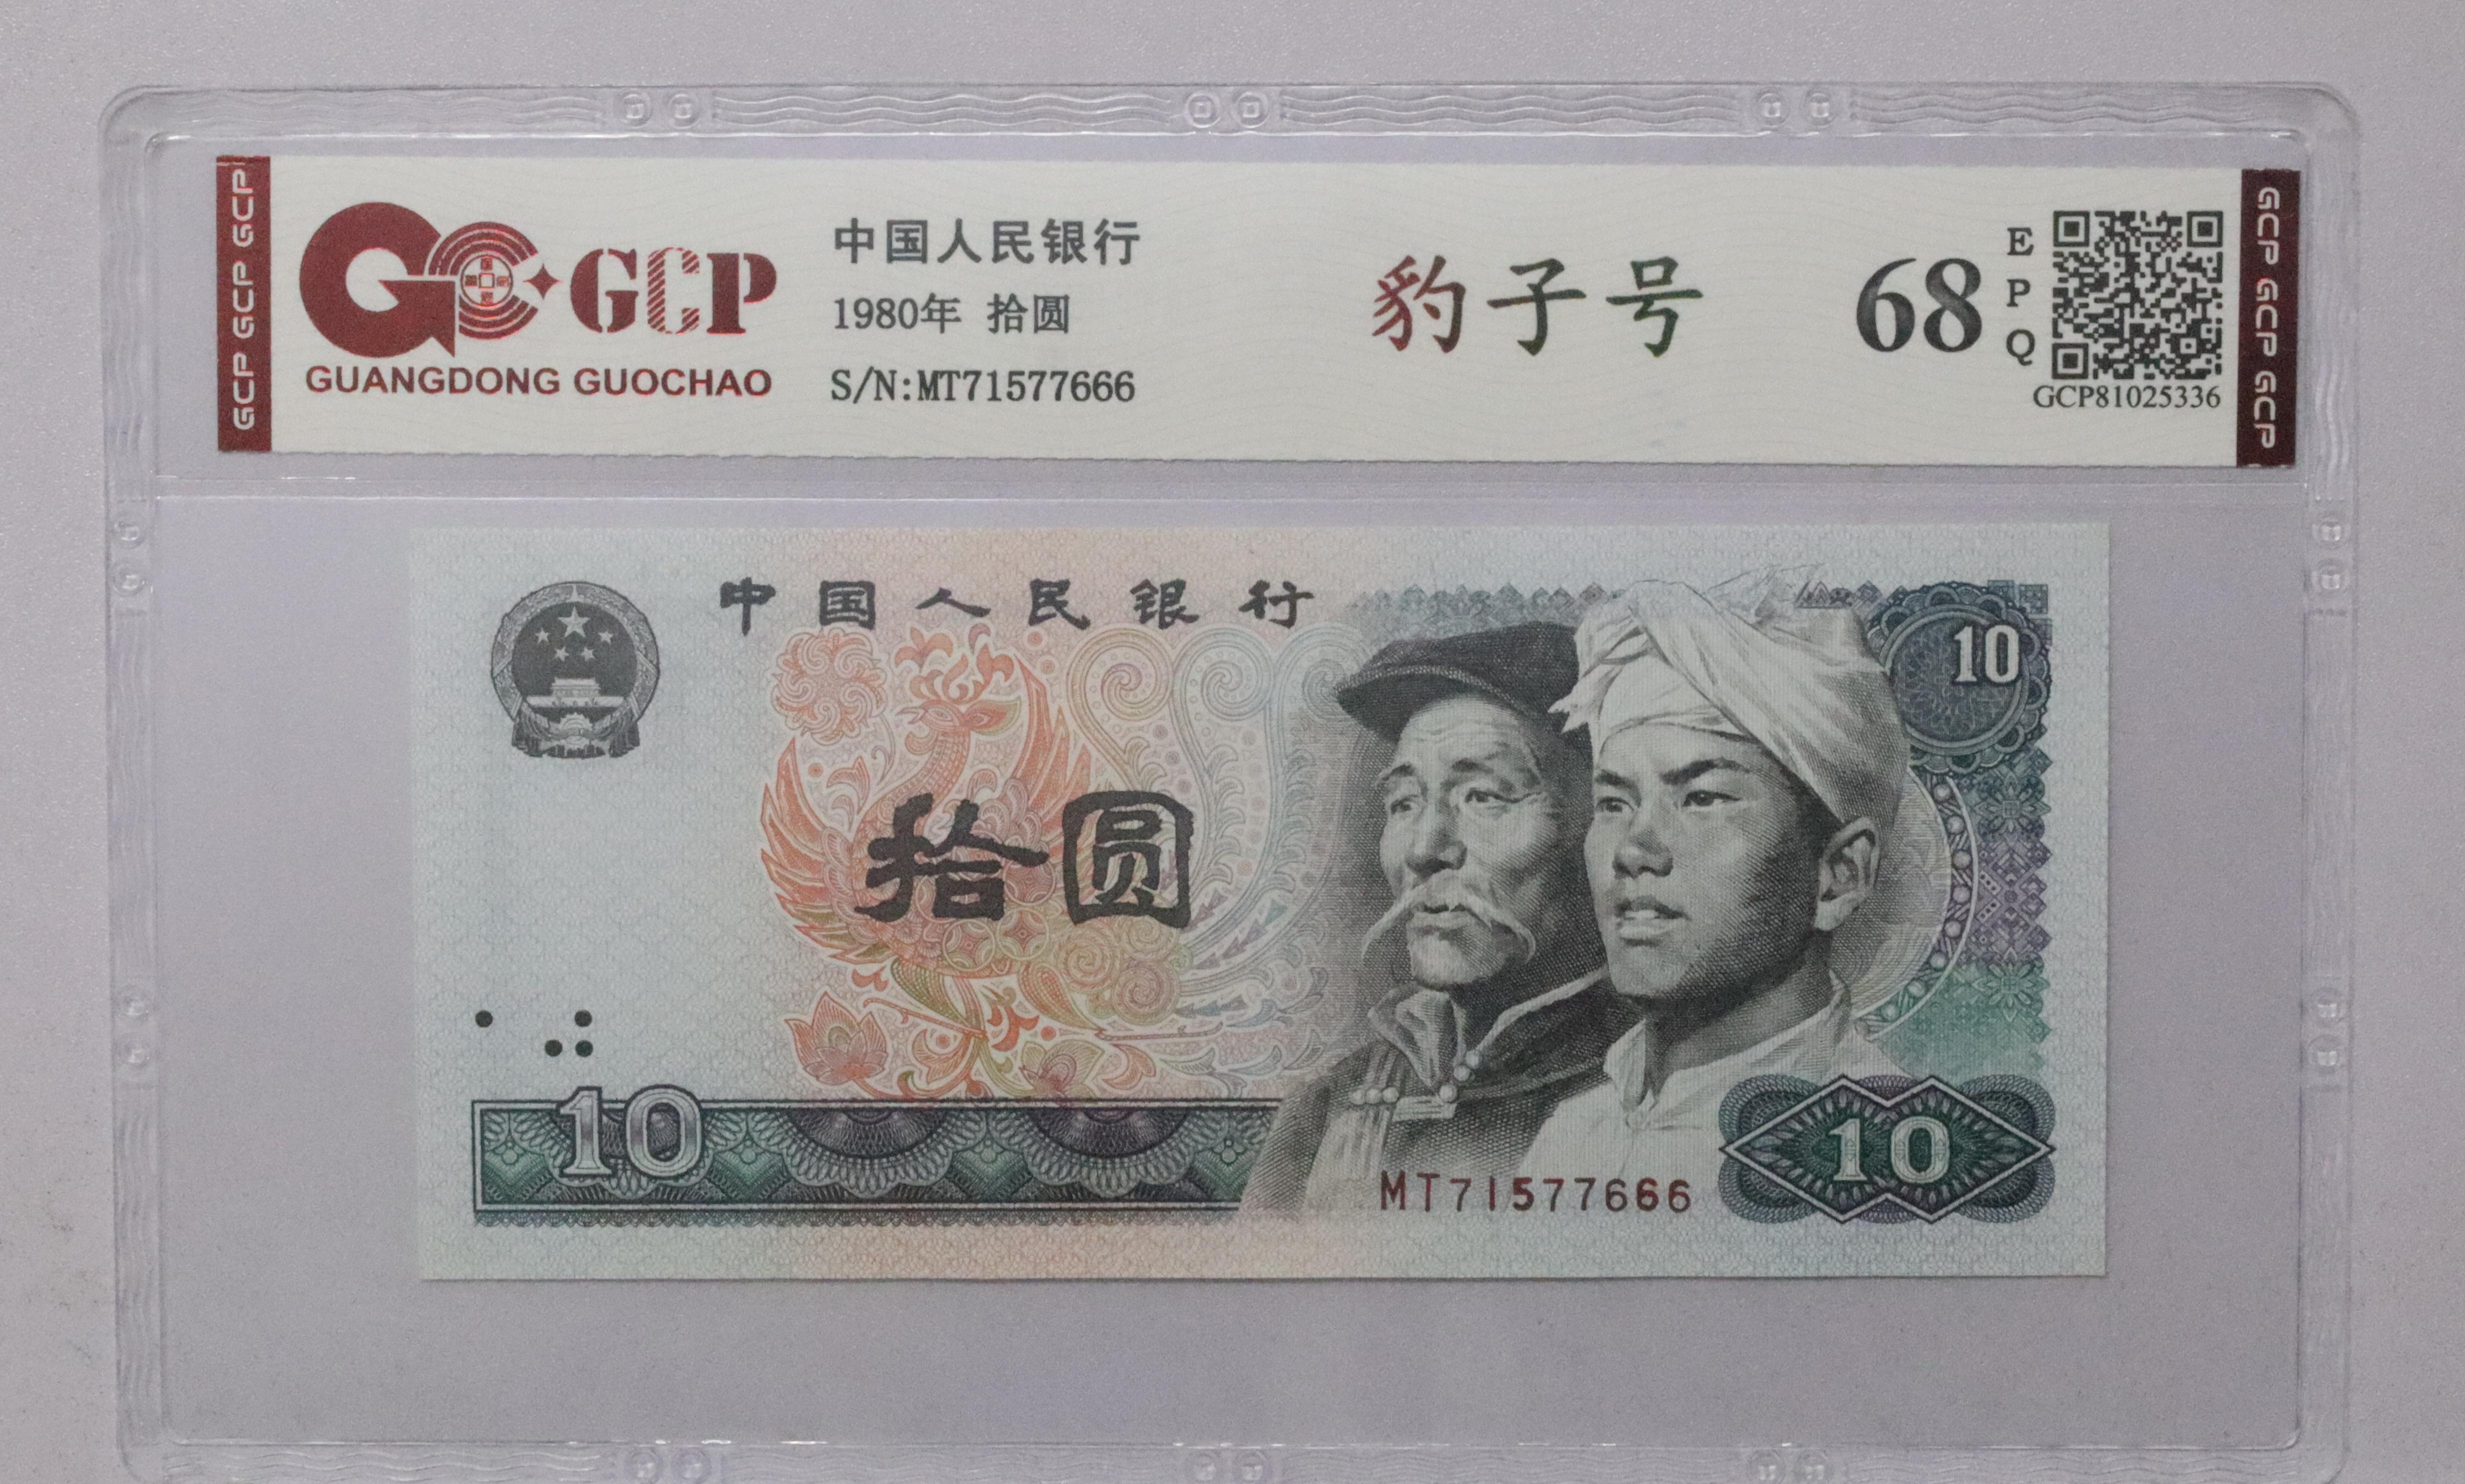 GCP GCP GCP
GCP
GUANGDONG GUOCHAO
中国人民银行
1980年 拾圆
S/N:MT71577666
豹子号
68
E
P
Q
GCP81025336
GCP GCP GCP
中国人民银行
10
拾圆
10
MT71577666
10